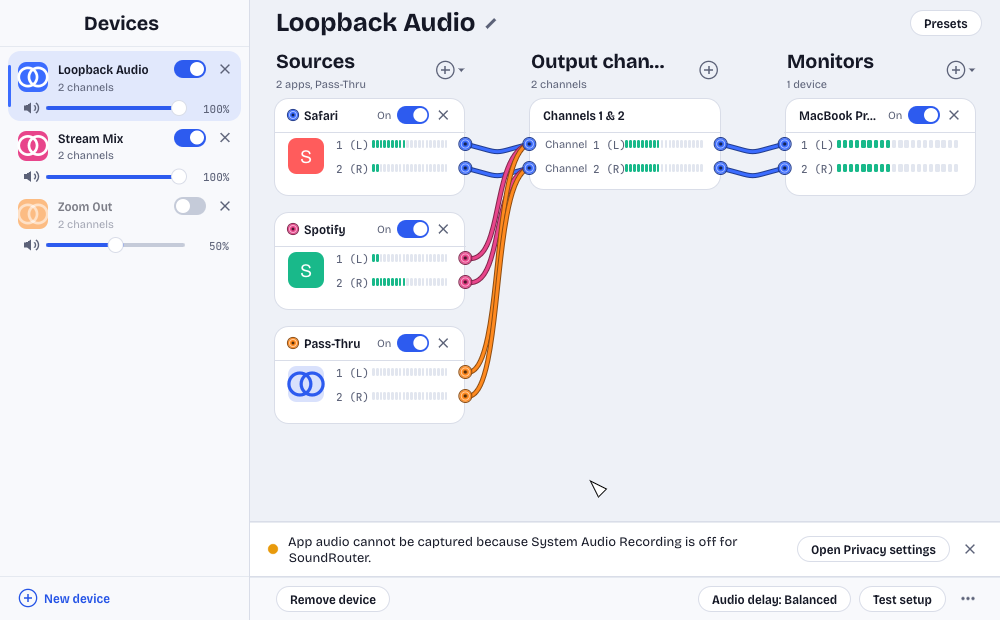 Devices
Loopback Audio
2 channels
100%
Stream Mix
2 channels
100%
Zoom Out
2 channels
50%
New device
Loopback Audio
Presets
Sources
2 apps, Pass-Thru
Output chan...
2 channels
Monitors
1 device
Safari
On
S
1 (L)
2 (R)
Spotify
On
S
1 (L)
2 (R)
Pass-Thru
On
1 (L)
2 (R)
Channels 1 & 2
Channel 1 (L)
Channel 2 (R)
MacBook Pr...
On
1 (L)
2 (R)
App audio cannot be captured because System Audio Recording is off for
SoundRouter.
Open Privacy settings
Remove device
Audio delay: Balanced
Test setup